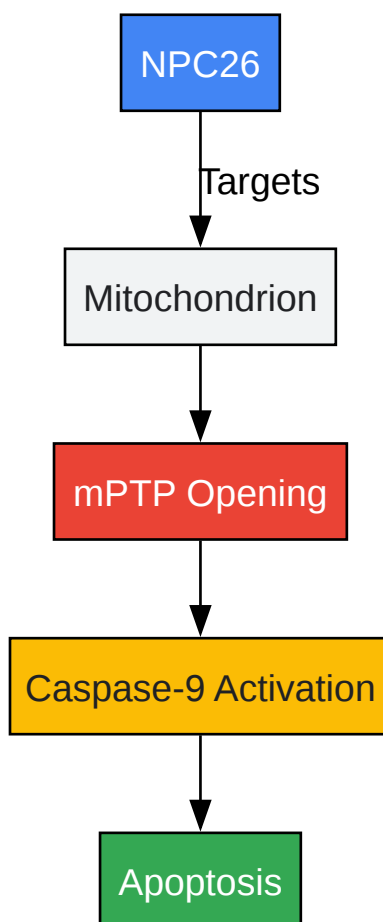 NPC26
Targets
Mitochondrion
mPTP Opening
Caspase-9 Activation
Apoptosis